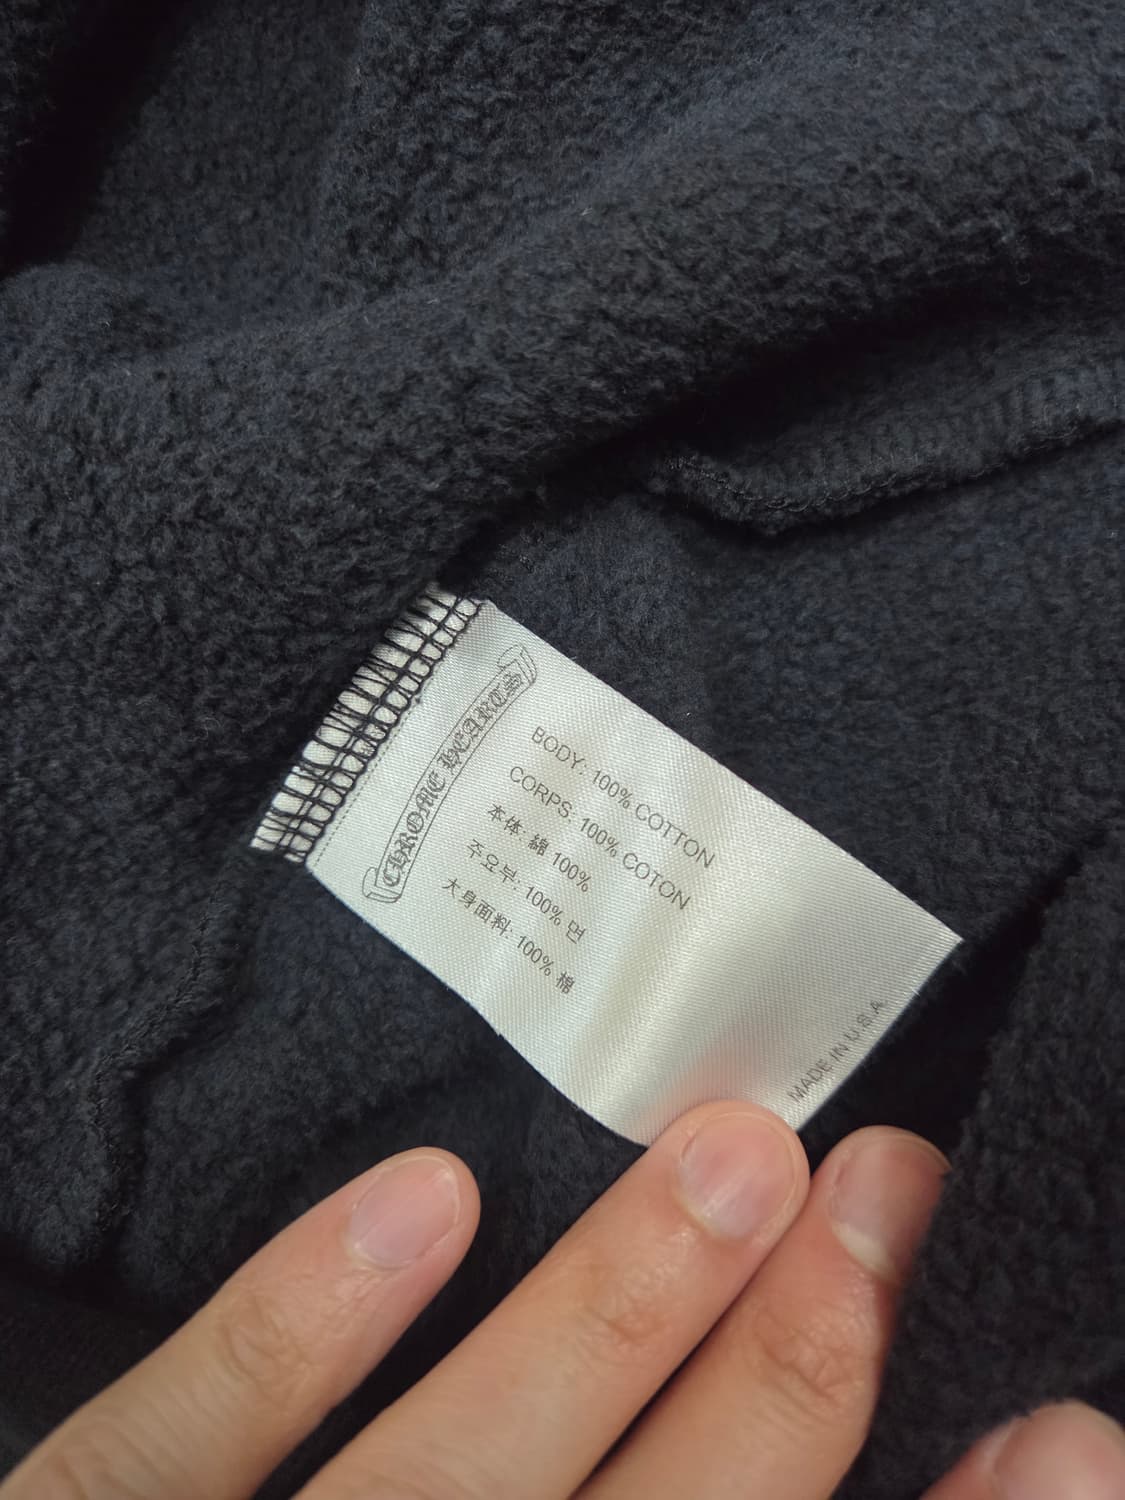 CHROME HEARTS
BODY: 100% COTTON
CORPS: 100% COTON
本体: 綿 100%
주요부: 100% 면
大身面料: 100% 棉
MADE IN U.S.A.